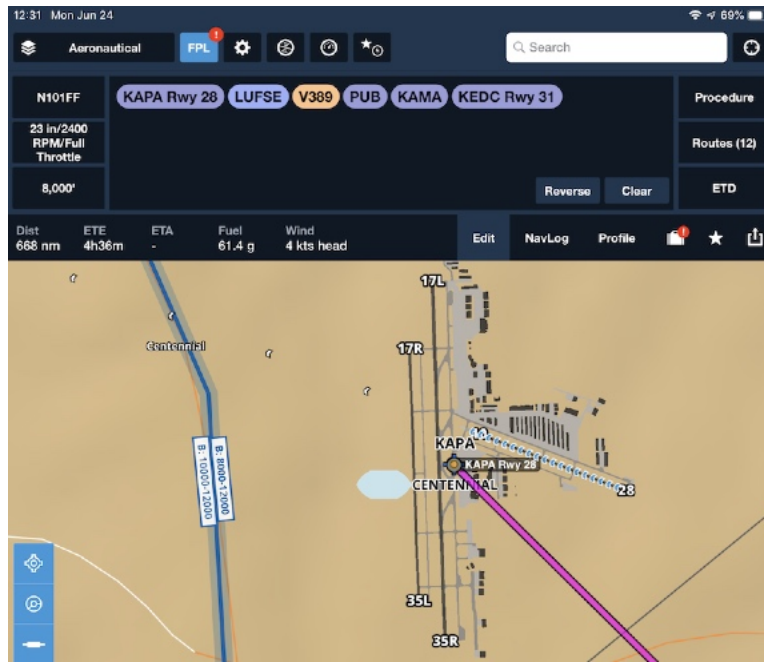 12:31 Mon Jun 24
69%
Aeronautical
FPL
!
Search
N101FF
23 in/2400
RPM/Full
Throttle
8,000'
KAPA Rwy 28 LUFSE V389 PUB KAMA KEDC Rwy 31
Procedure
Routes (12)
ETD
Reverse Clear
Dist ETE ETA Fuel Wind
668 nm 4h36m - 61.4 g 4 kts head
Edit NavLog Profile
!
17L
Centennial
17R
KAPA
KAPA Rwy 28
CENTENNIAL
28
B: 10000-12000
B: 8000-12000
35L
35R